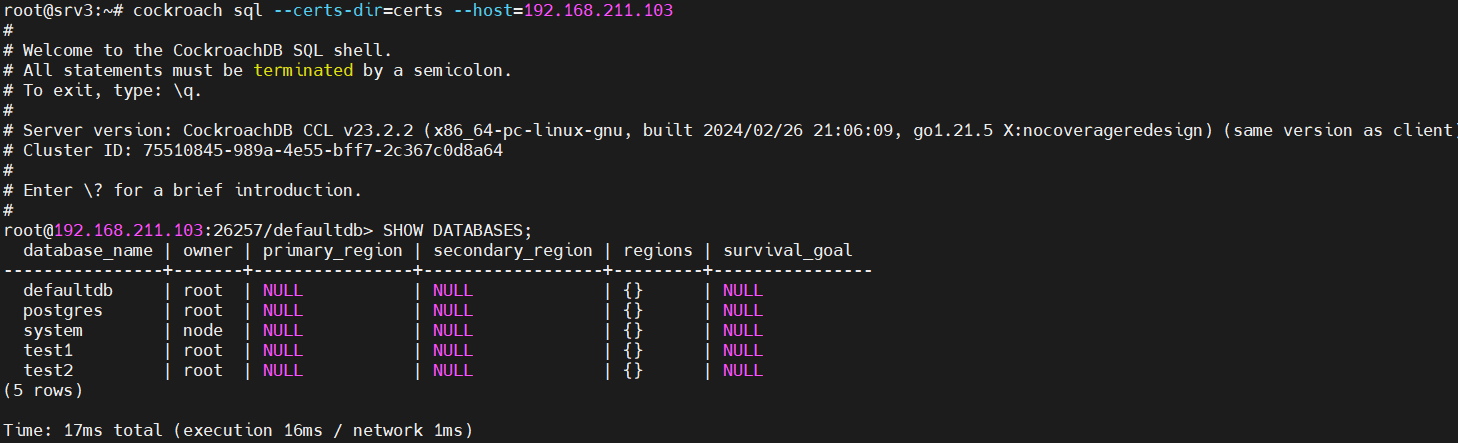 root@srv3:~# cockroach sql --certs-dir=certs --host=192.168.211.103
#
# Welcome to the CockroachDB SQL shell.
# All statements must be terminated by a semicolon.
# To exit, type: \q.
#
# Server version: CockroachDB CCL v23.2.2 (x86_64-pc-linux-gnu, built 2024/02/26 21:06:09, go1.21.5 X:nocoverageredesign) (same version as client)
# Cluster ID: 75510845-989a-4e55-bff7-2c367c0d8a64
#
# Enter \? for a brief introduction.
#
root@192.168.211.103:26257/defaultdb> SHOW DATABASES;
  database_name | owner | primary_region | secondary_region | regions | survival_goal
----------------+-------+----------------+------------------+---------+----------------
  defaultdb     | root  | NULL           | NULL             | {}      | NULL
  postgres      | root  | NULL           | NULL             | {}      | NULL
  system        | node  | NULL           | NULL             | {}      | NULL
  test1         | root  | NULL           | NULL             | {}      | NULL
  test2         | root  | NULL           | NULL             | {}      | NULL
(5 rows)

Time: 17ms total (execution 16ms / network 1ms)